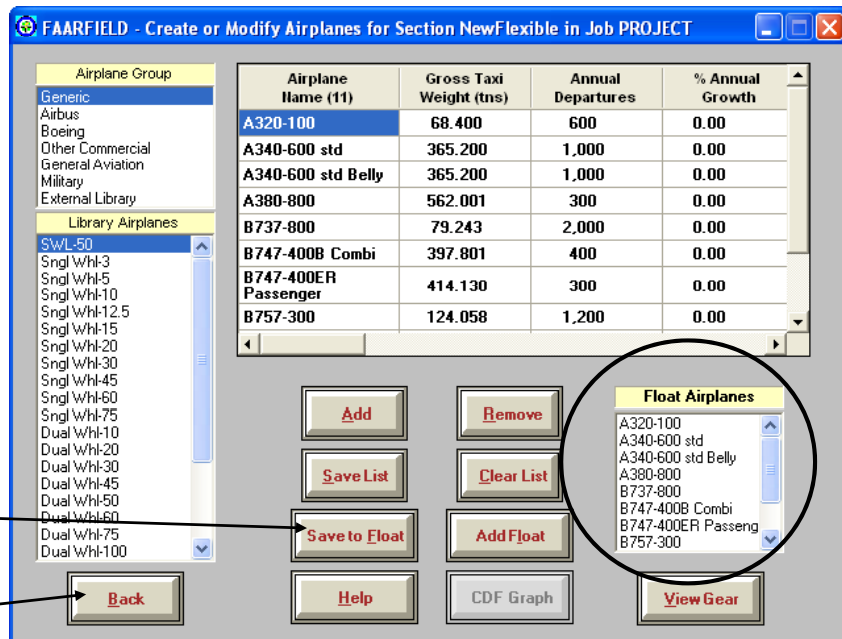 FAARFIELD - Create or Modify Airplanes for Section NewFlexible in Job PROJECT
Airplane Group
Generic
Airbus
Boeing
Other Commercial
General Aviation
Military
External Library
Library Airplanes
SWL-50
Sngl Whl-3
Sngl Whl-5
Sngl Whl-10
Sngl Whl-12.5
Sngl Whl-15
Sngl Whl-20
Sngl Whl-30
Sngl Whl-45
Sngl Whl-60
Sngl Whl-75
Dual Whl-10
Dual Whl-20
Dual Whl-30
Dual Whl-45
Dual Whl-50
Dual Whl-60
Dual Whl-75
Dual Whl-100
Airplane Name (11) Gross Taxi Weight (tns) Annual Departures % Annual Growth
A320-100 68.400 600 0.00
A340-600 std 365.200 1,000 0.00
A340-600 std Belly 365.200 1,000 0.00
A380-800 562.001 300 0.00
B737-800 79.243 2,000 0.00
B747-400B Combi 397.801 400 0.00
B747-400ER Passenger 414.130 300 0.00
B757-300 124.058 1,200 0.00
Add Remove
Save List Clear List
Save to Float Add Float
Float Airplanes
A320-100
A340-600 std
A340-600 std Belly
A380-800
B737-800
B747-400B Combi
B747-400ER Passeng
B757-300
Back Help CDF Graph View Gear